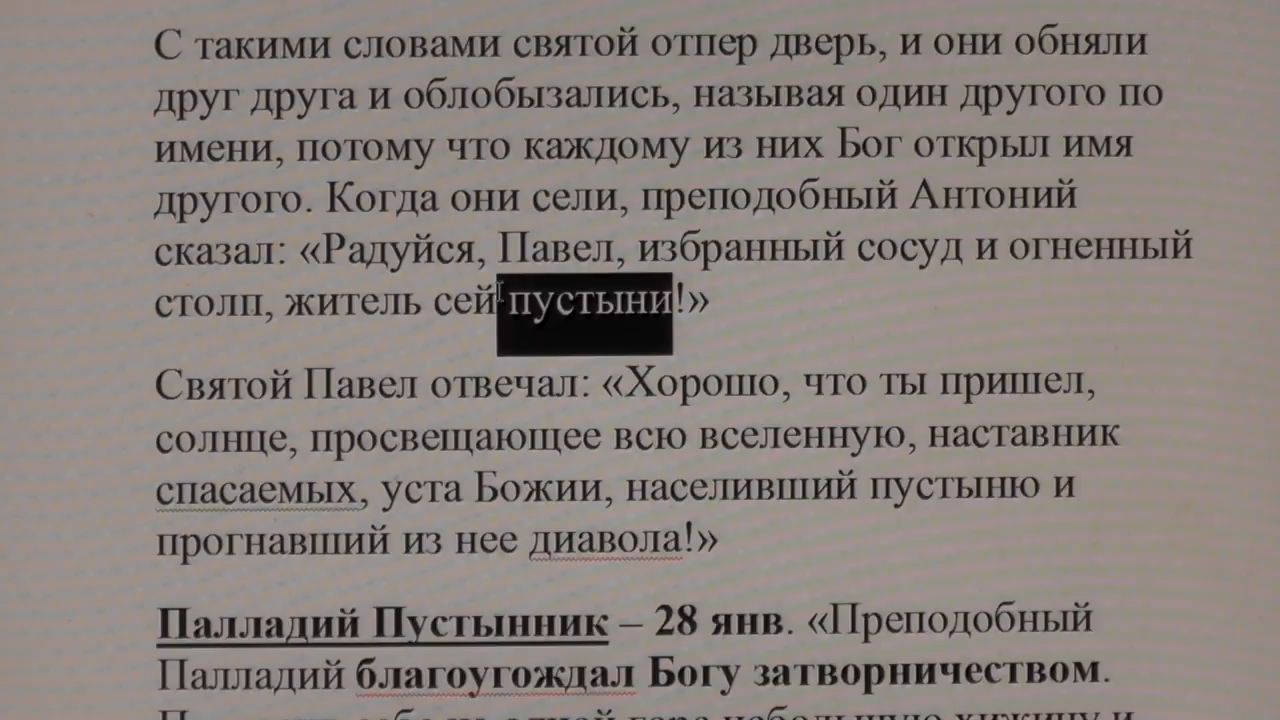 С такими словами святой отпер дверь, и они обняли
друг друга и облобызались, называя один другого по
имени, потому что каждому из них Бог открыл имя
другого. Когда они сели, преподобный Антоний
сказал: «Радуйся, Павел, избранный сосуд и огненный
столп, житель сей пустыни!»
Святой Павел отвечал: «Хорошо, что ты пришел,
солнце, просвещающее всю вселенную, наставник
спасаемых, уста Божии, населивший пустыню и
прогнавший из нее диавола!»
Палладий Пустынник – 28 янв. «Преподобный
Палладий благоугождал Богу затворничеством.